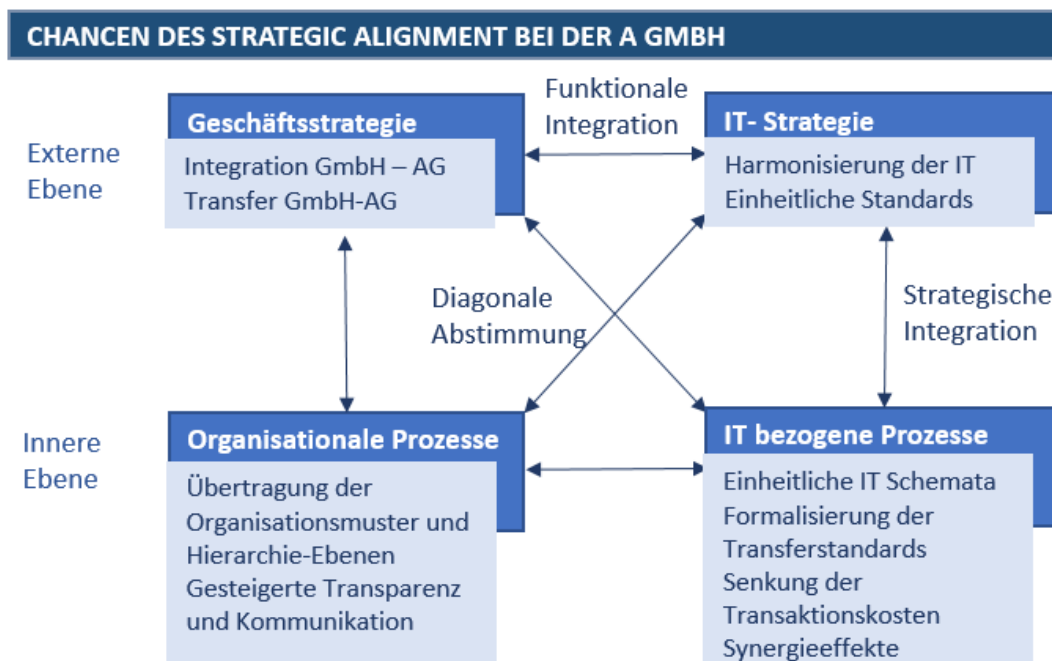 CHANCEN DES STRATEGIC ALIGNMENT BEI DER A GMBH
Funktionale
Integration
Externe
Ebene
Geschäftsstrategie
Integration GmbH – AG
Transfer GmbH-AG
IT- Strategie
Harmonisierung der IT
Einheitliche Standards
Diagonale
Abstimmung
Strategische
Integration
Innere
Ebene
Organisationale Prozesse
Übertragung der
Organisationsmuster und
Hierarchie-Ebenen
Gesteigerte Transparenz
und Kommunikation
IT bezogene Prozesse
Einheitliche IT Schemata
Formalisierung der
Transferstandards
Senkung der
Transaktionskosten
Synergieeffekte